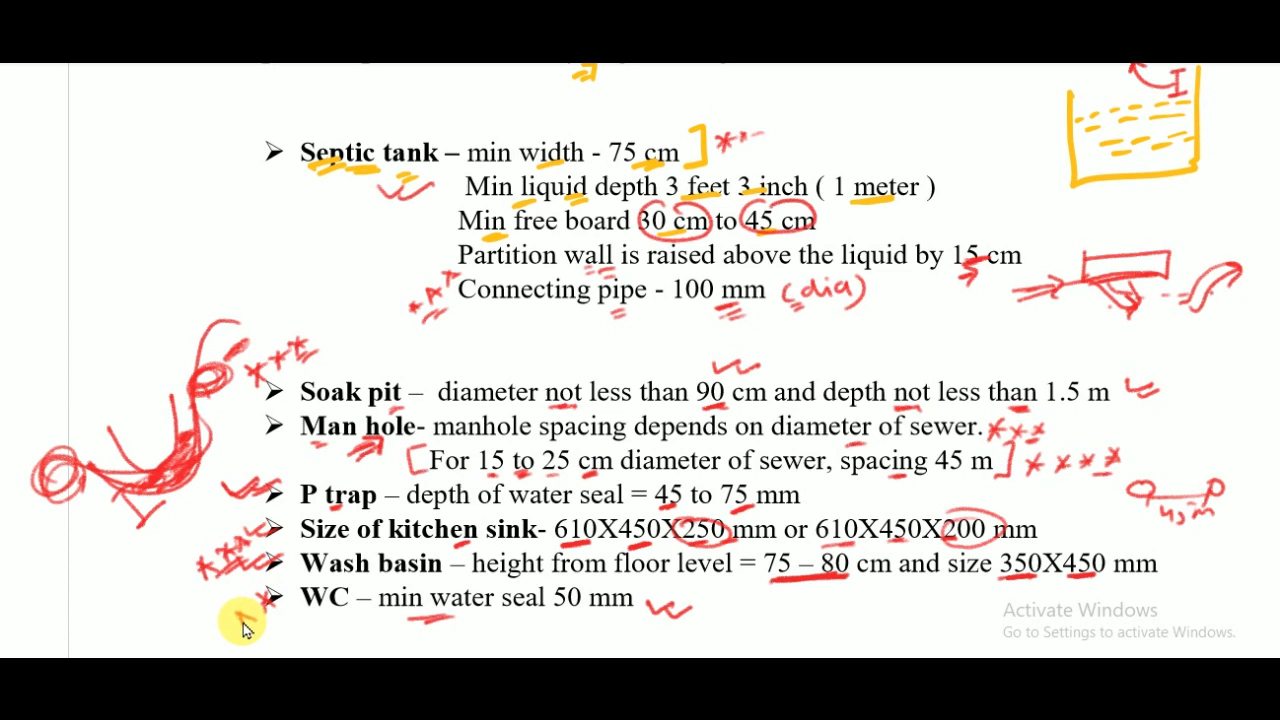 ➢ Septic tank – min width - 75 cm ] ***
Min liquid depth 3 feet 3 inch ( 1 meter )
Min free board 30 cm to 45 cm
Partition wall is raised above the liquid by 15 cm
Connecting pipe - 100 mm (dia)
➢ Soak pit – diameter not less than 90 cm and depth not less than 1.5 m
➢ Man hole- manhole spacing depends on diameter of sewer. ***
[For 15 to 25 cm diameter of sewer, spacing 45 m] ****
➢ P trap – depth of water seal = 45 to 75 mm
45m
➢ Size of kitchen sink- 610X450X250 mm or 610X450X200 mm
➢ Wash basin – height from floor level = 75 – 80 cm and size 350X450 mm
➢ WC – min water seal 50 mm
Activate Windows
Go to Settings to activate Windows.